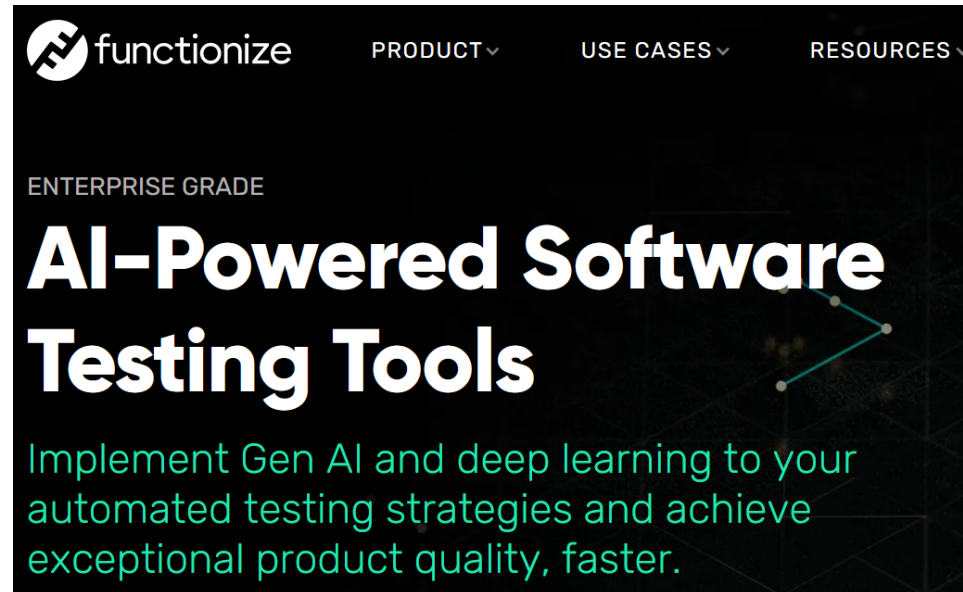 functionize
PRODUCT
USE CASES
RESOURCES
ENTERPRISE GRADE
AI-Powered Software
Testing Tools
Implement Gen AI and deep learning to your
automated testing strategies and achieve
exceptional product quality, faster.